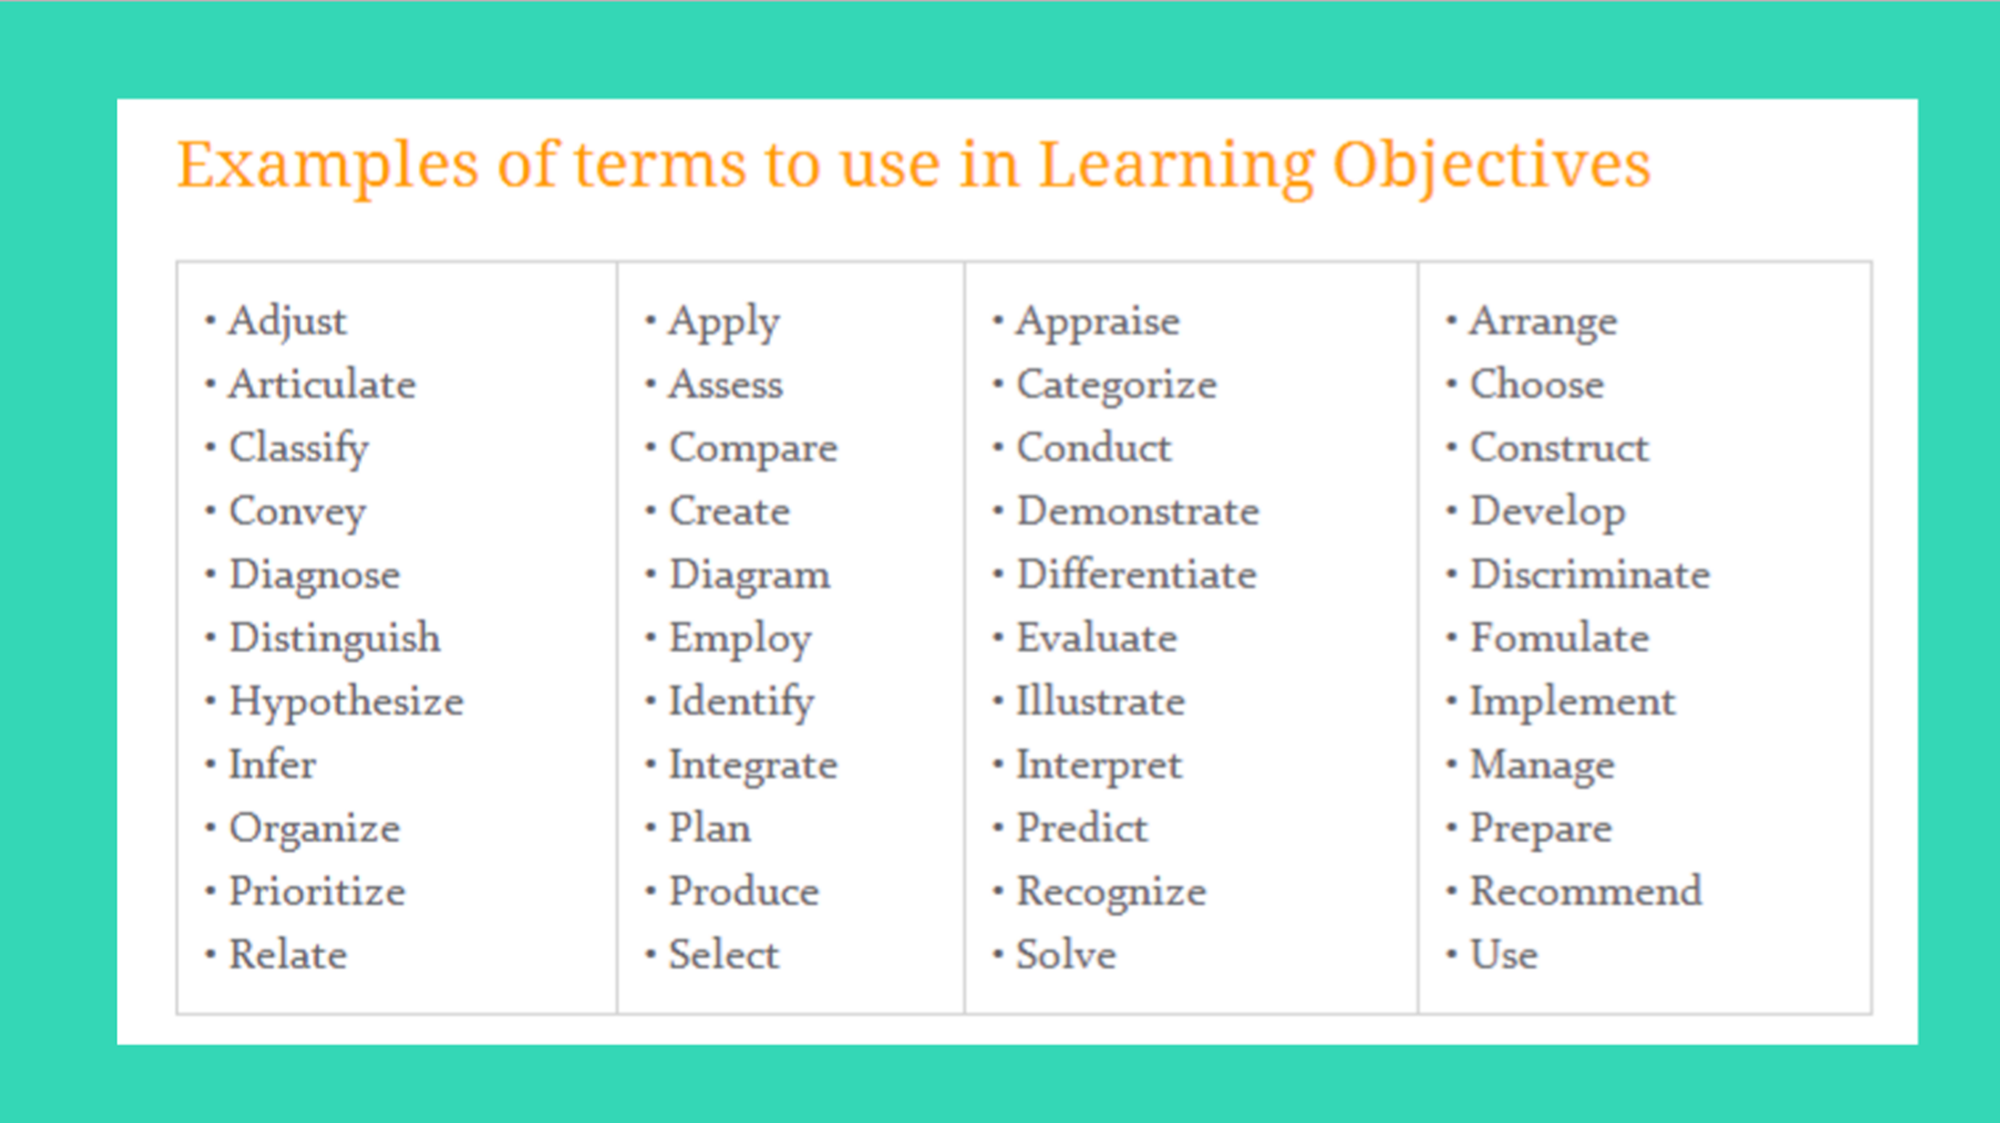 Examples of terms to use in Learning Objectives
• Adjust
• Articulate
• Classify
• Convey
• Diagnose
• Distinguish
• Hypothesize
• Infer
• Organize
• Prioritize
• Relate
• Apply
• Assess
• Compare
• Create
• Diagram
• Employ
• Identify
• Integrate
• Plan
• Produce
• Select
• Appraise
• Categorize
• Conduct
• Demonstrate
• Differentiate
• Evaluate
• Illustrate
• Interpret
• Predict
• Recognize
• Solve
• Arrange
• Choose
• Construct
• Develop
• Discriminate
• Fomulate
• Implement
• Manage
• Prepare
• Recommend
• Use